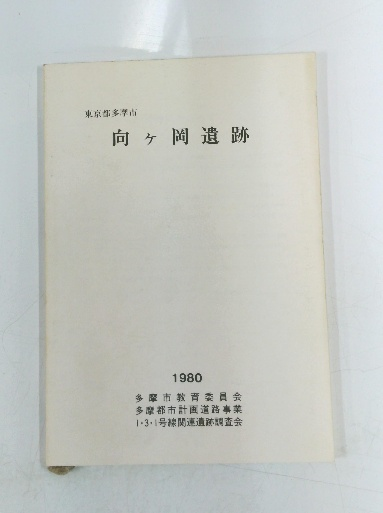 東京都多摩市
向ヶ岡遺跡
1980
多摩市教育委員会
多摩都市計画道路事業
1・3・1号線関連遺跡調査会